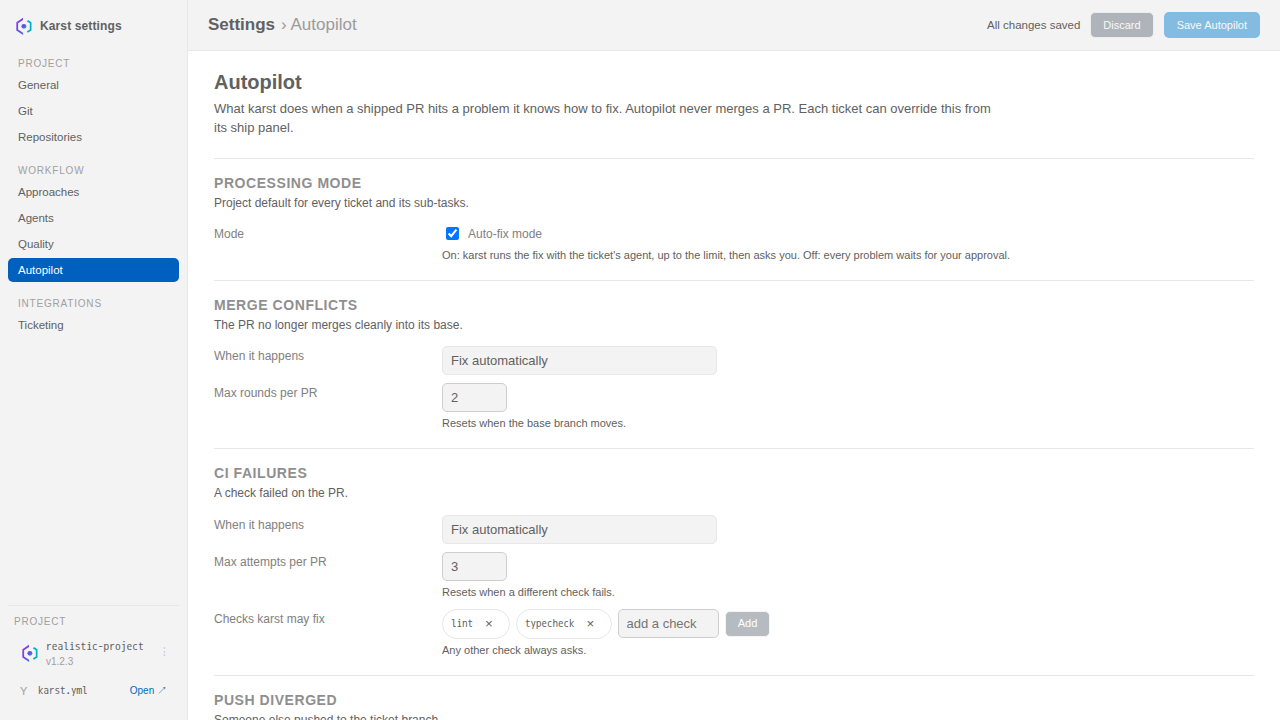 Karst settings
PROJECT
General
Git
Repositories
WORKFLOW
Approaches
Agents
Quality
Autopilot
INTEGRATIONS
Ticketing
PROJECT
realistic-project
v1.2.3
Y karst.yml Open ↗
Settings › Autopilot
All changes saved Discard Save Autopilot
Autopilot
What karst does when a shipped PR hits a problem it knows how to fix. Autopilot never merges a PR. Each ticket can override this from
its ship panel.
PROCESSING MODE
Project default for every ticket and its sub-tasks.
Mode Auto-fix mode
On: karst runs the fix with the ticket's agent, up to the limit, then asks you. Off: every problem waits for your approval.
MERGE CONFLICTS
The PR no longer merges cleanly into its base.
When it happens Fix automatically
Max rounds per PR 2
Resets when the base branch moves.
CI FAILURES
A check failed on the PR.
When it happens Fix automatically
Max attempts per PR 3
Resets when a different check fails.
Checks karst may fix lint × typecheck × add a check Add
Any other check always asks.
PUSH DIVERGED
Someone else pushed to the ticket branch.